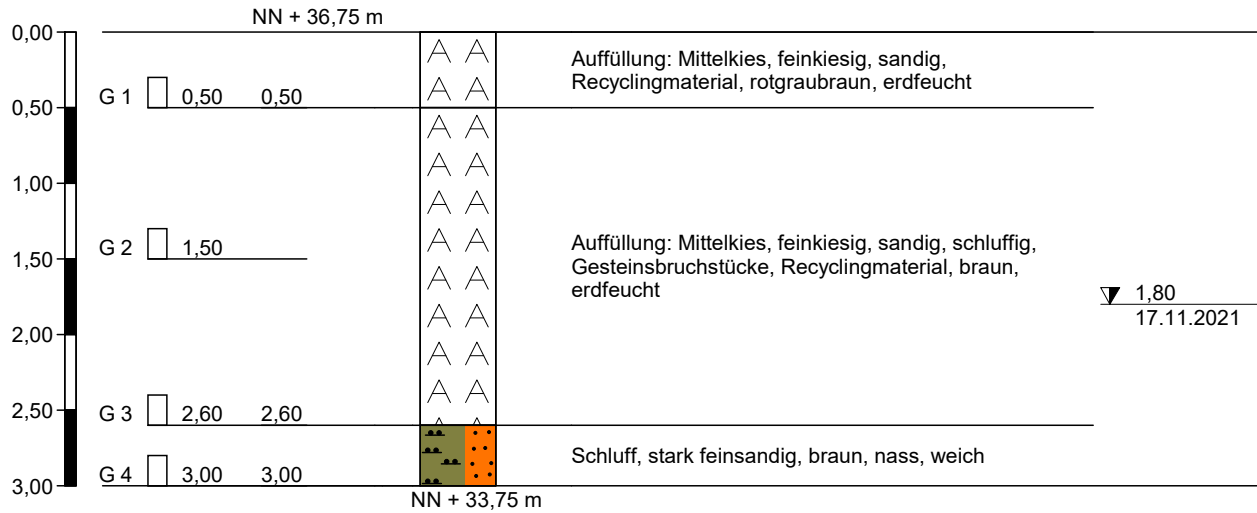 NN + 36,75 m
0,00
Auffüllung: Mittelkies, feinkiesig, sandig,
Recyclingmaterial, rotgraubraun, erdfeucht
G 1 0,50 0,50
0,50
1,00
G 2 1,50
Auffüllung: Mittelkies, feinkiesig, sandig, schluffig,
Gesteinsbruchstücke, Recyclingmaterial, braun,
erdfeucht
1,50
1,80
17.11.2021
2,00
2,50
G 3 2,60 2,60
Schluff, stark feinsandig, braun, nass, weich
G 4 3,00 3,00
3,00
NN + 33,75 m
A A
A A
A A
A A
A A
A A
A A
A A
A A
A A